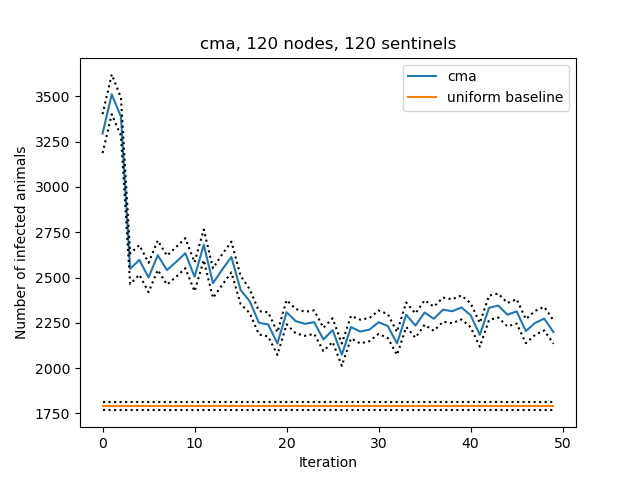 cma, 120 nodes, 120 sentinels
cma
uniform baseline
Number of infected animals
3500
3250
3000
2750
2500
2250
2000
1750
0 10 20 30 40 50
Iteration